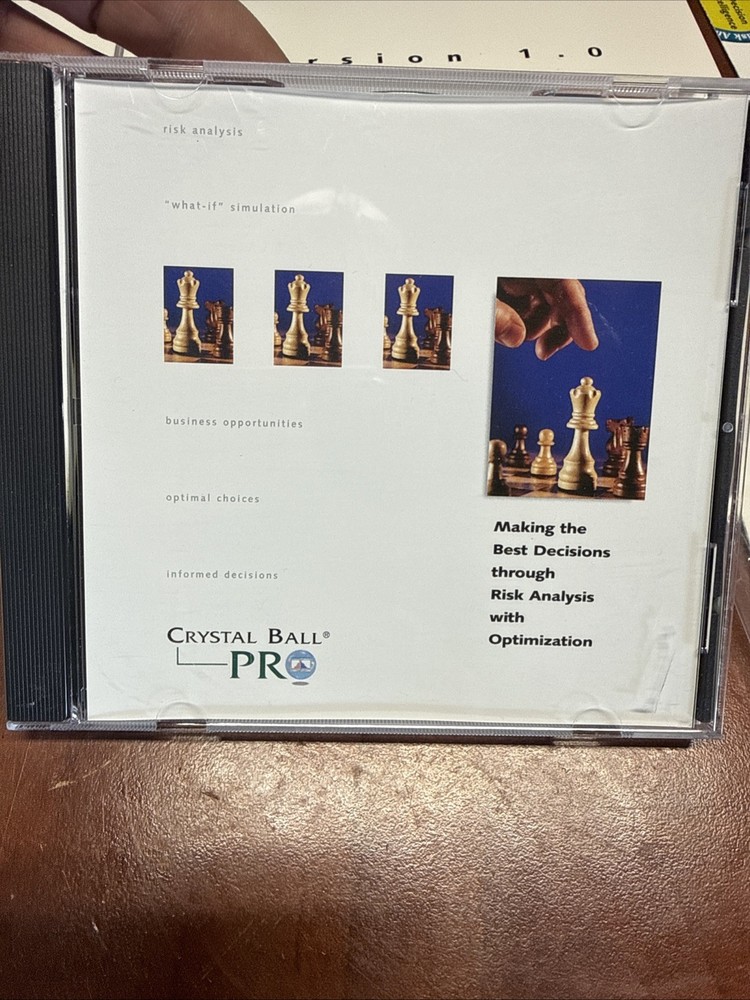 rsion 1.0
risk analysis
"what-if" simulation
business opportunities
optimal choices
informed decisions
Making the
Best Decisions
through
Risk Analysis
with
Optimization
CRYSTAL BALL®
PRO